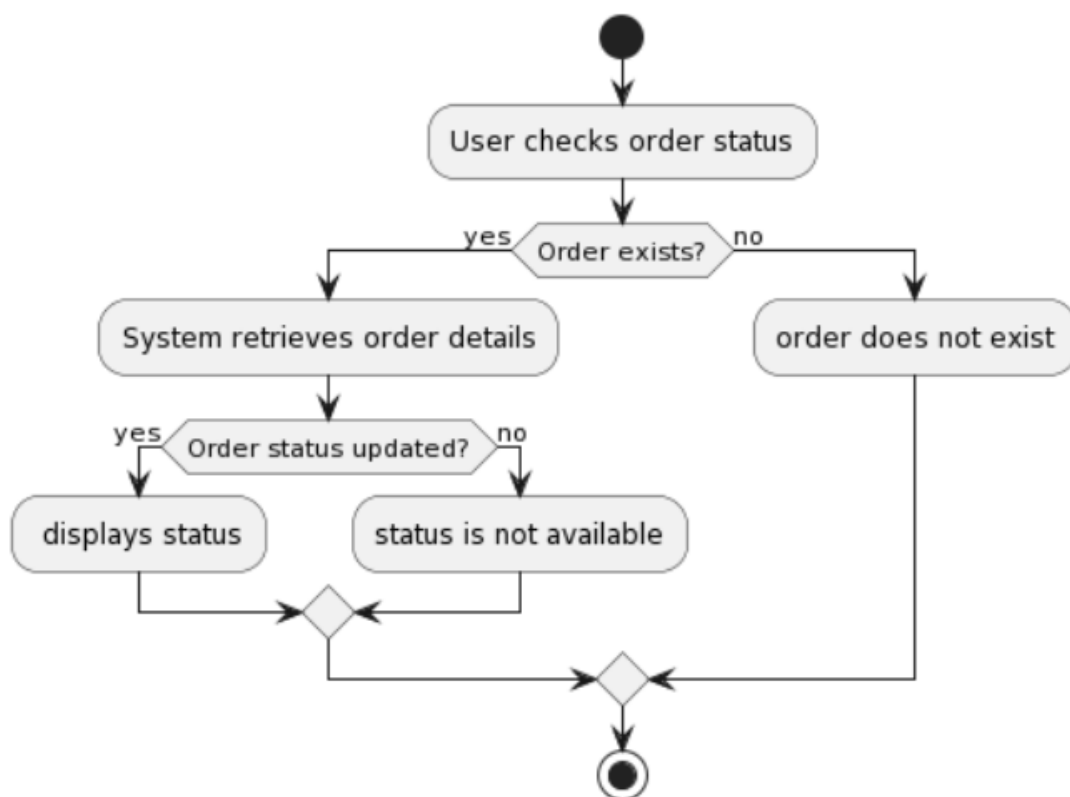 User checks order status
yes
Order exists?
no
System retrieves order details
order does not exist
yes
Order status updated?
no
displays status
status is not available